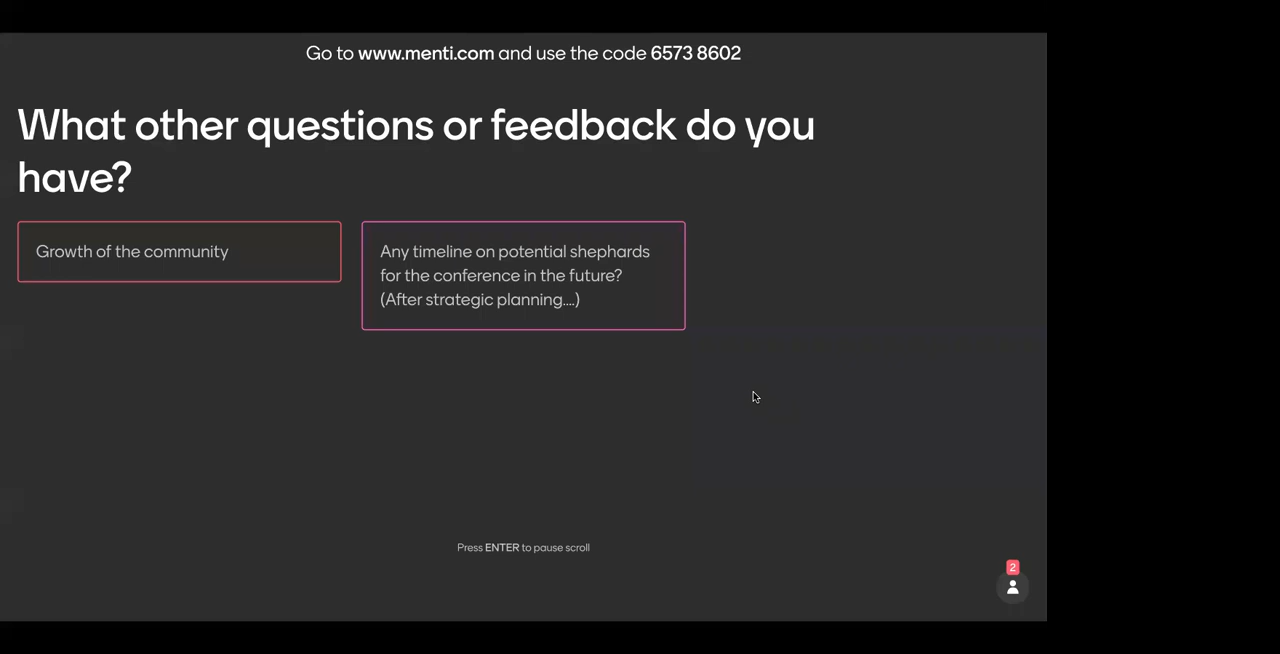 Go to www.menti.com and use the code 6573 8602
What other questions or feedback do you
have?
Growth of the community
Any timeline on potential shephards
for the conference in the future?
(After strategic planning....)
Press ENTER to pause scroll
2